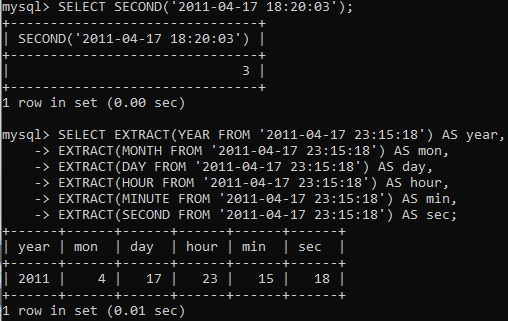 mysql> SELECT SECOND('2011-04-17 18:20:03');
+-------------------------------+
| SECOND('2011-04-17 18:20:03') |
+-------------------------------+
|                             3 |
+-------------------------------+
1 row in set (0.00 sec)

mysql> SELECT EXTRACT(YEAR FROM '2011-04-17 23:15:18') AS year,
    -> EXTRACT(MONTH FROM '2011-04-17 23:15:18') AS mon,
    -> EXTRACT(DAY FROM '2011-04-17 23:15:18') AS day,
    -> EXTRACT(HOUR FROM '2011-04-17 23:15:18') AS hour,
    -> EXTRACT(MINUTE FROM '2011-04-17 23:15:18') AS min,
    -> EXTRACT(SECOND FROM '2011-04-17 23:15:18') AS sec;
+------+------+------+------+------+------+
| year | mon  | day  | hour | min  | sec  |
+------+------+------+------+------+------+
| 2011 |    4 |   17 |   23 |   15 |   18 |
+------+------+------+------+------+------+
1 row in set (0.01 sec)